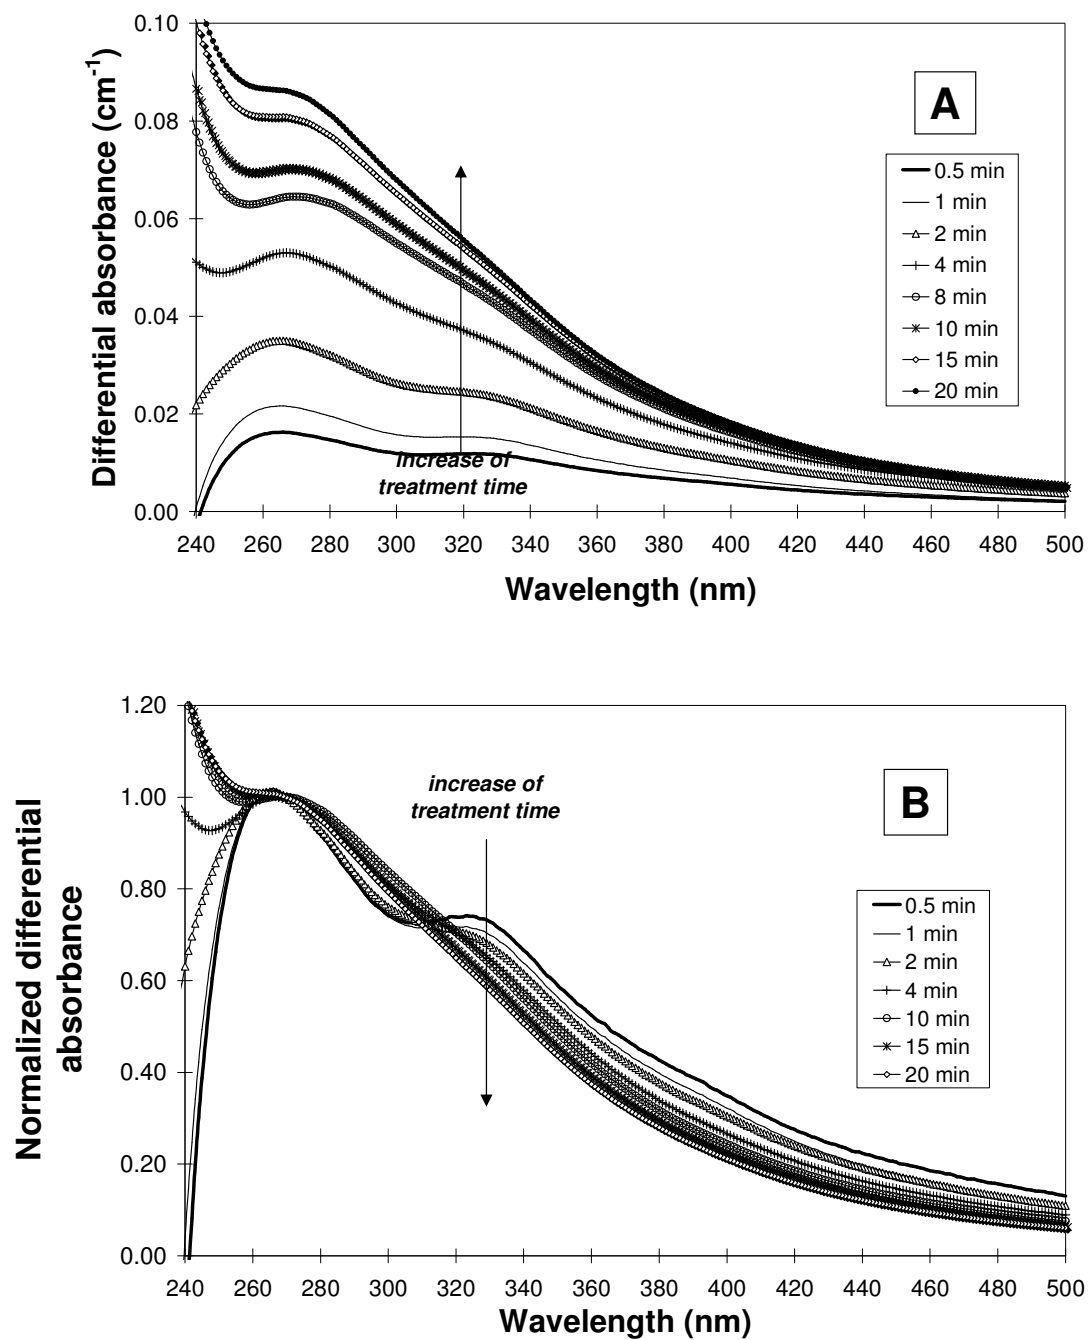 0.10
0.08
0.06
0.04
0.02
0.00
Differential absorbance (cm-1)
A
0.5 min
1 min
2 min
4 min
8 min
10 min
15 min
20 min
increase of
treatment time
240 260 280 300 320 340 360 380 400 420 440 460 480 500
Wavelength (nm)
1.20
1.00
0.80
0.60
0.40
0.20
0.00
Normalized differential
absorbance
increase of
treatment time
B
0.5 min
1 min
2 min
4 min
10 min
15 min
20 min
240 260 280 300 320 340 360 380 400 420 440 460 480 500
Wavelength (nm)